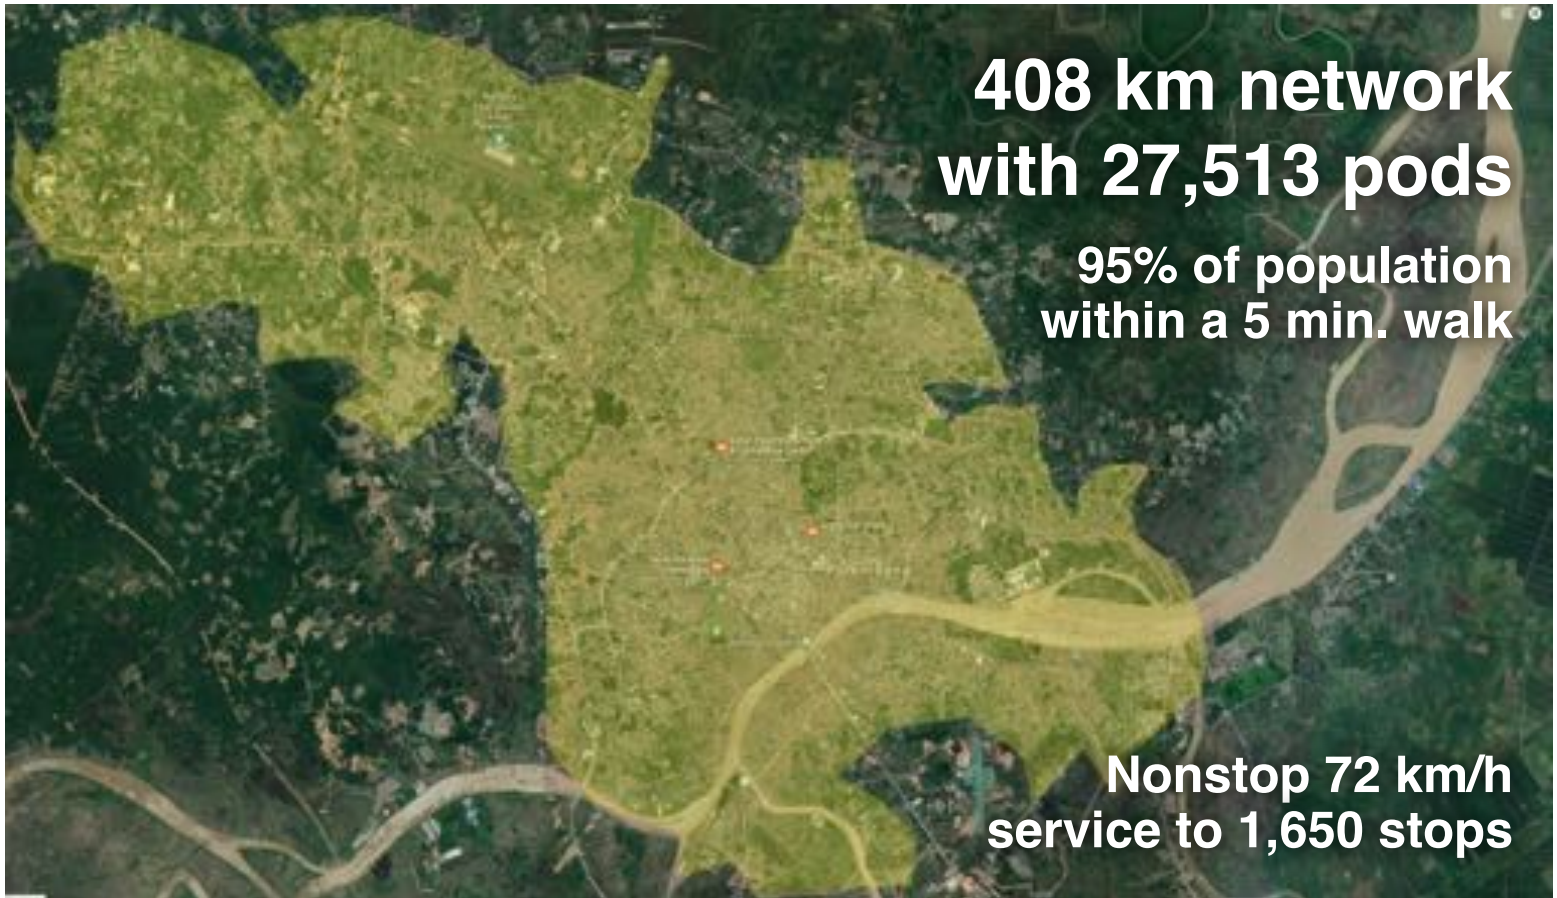 408 km network
with 27,513 pods
95% of population
within a 5 min. walk
Nonstop 72 km/h
service to 1,650 stops